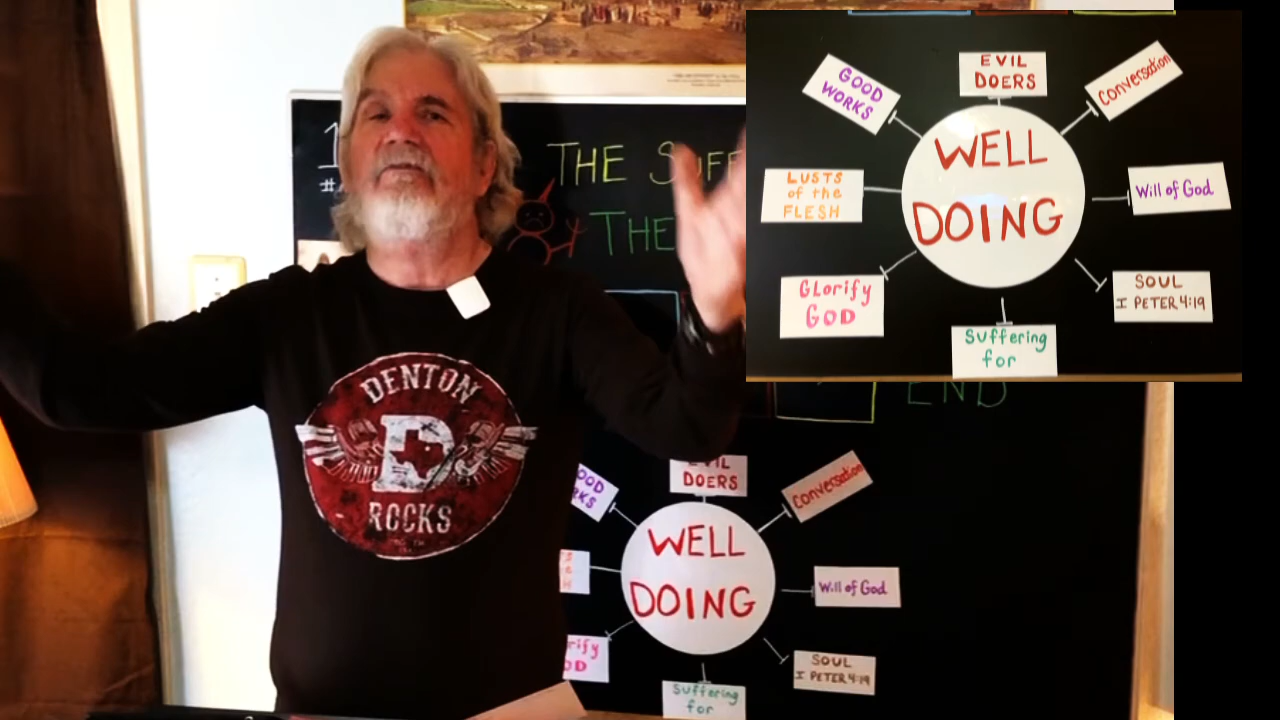 THE
THE
DENTON
D
ROCKS
EVIL
DOERS
GOOD
WORKS
Conversation
WELL
DOING
LUSTS
of the
FLESH
Will of God
GLorify
GOD
SOUL
I PETER 4:19
Suffering
for
END
EVIL
DOERS
Conversation
WELL
DOING
Will of God
SOUL
I PETER 4:19
Suffering
for